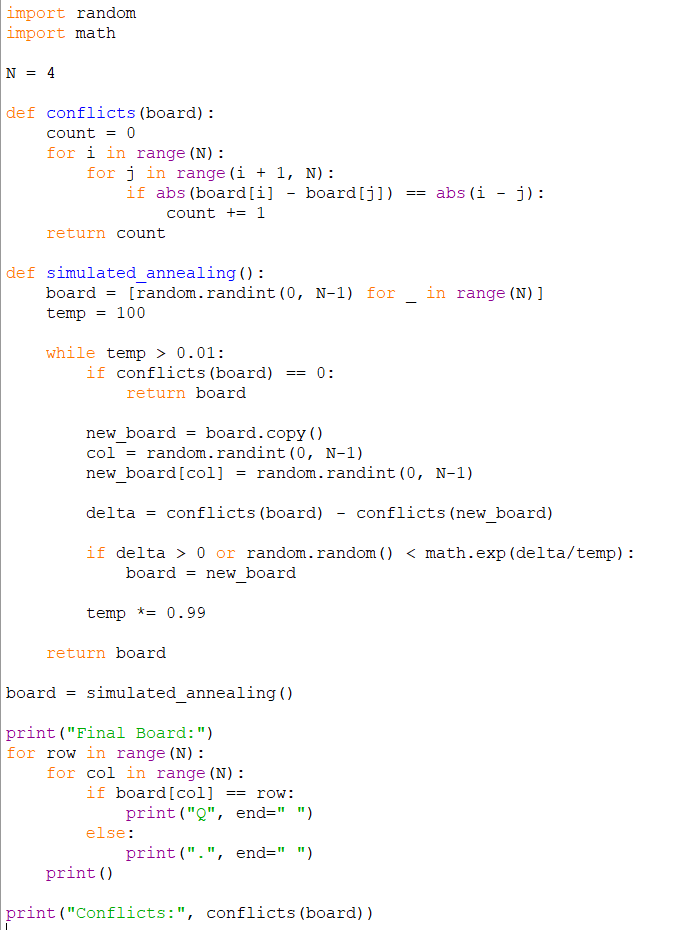 import random
import math

N = 4

def conflicts(board):
    count = 0
    for i in range(N):
        for j in range(i + 1, N):
            if abs(board[i] - board[j]) == abs(i - j):
                count += 1
    return count

def simulated_annealing():
    board = [random.randint(0, N-1) for _ in range(N)]
    temp = 100

    while temp > 0.01:
        if conflicts(board) == 0:
            return board

        new_board = board.copy()
        col = random.randint(0, N-1)
        new_board[col] = random.randint(0, N-1)

        delta = conflicts(board) - conflicts(new_board)

        if delta > 0 or random.random() < math.exp(delta/temp):
            board = new_board

        temp *= 0.99

    return board

board = simulated_annealing()

print("Final Board:")
for row in range(N):
    for col in range(N):
        if board[col] == row:
            print("Q", end=" ")
        else:
            print(".", end=" ")
    print()

print("Conflicts:", conflicts(board))